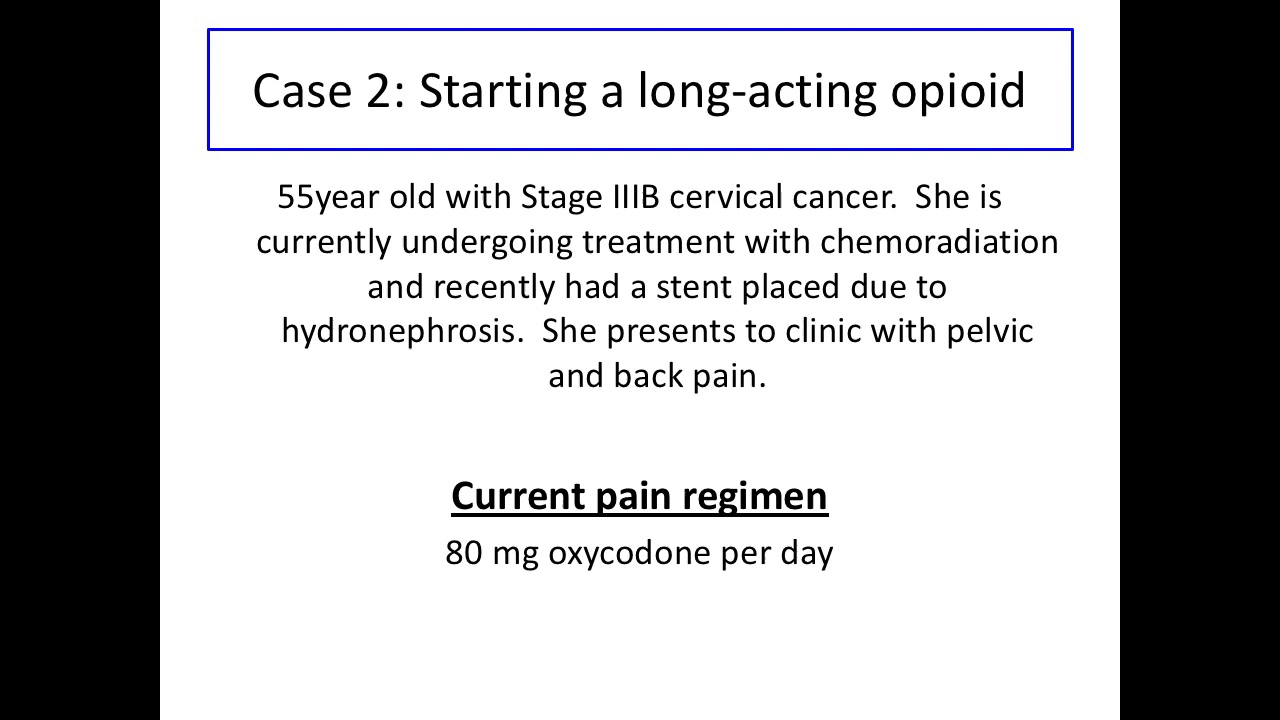 Case 2: Starting a long-acting opioid
55year old with Stage IIIB cervical cancer.  She is
currently undergoing treatment with chemoradiation
and recently had a stent placed due to
hydronephrosis.  She presents to clinic with pelvic
and back pain.
Current pain regimen
80 mg oxycodone per day